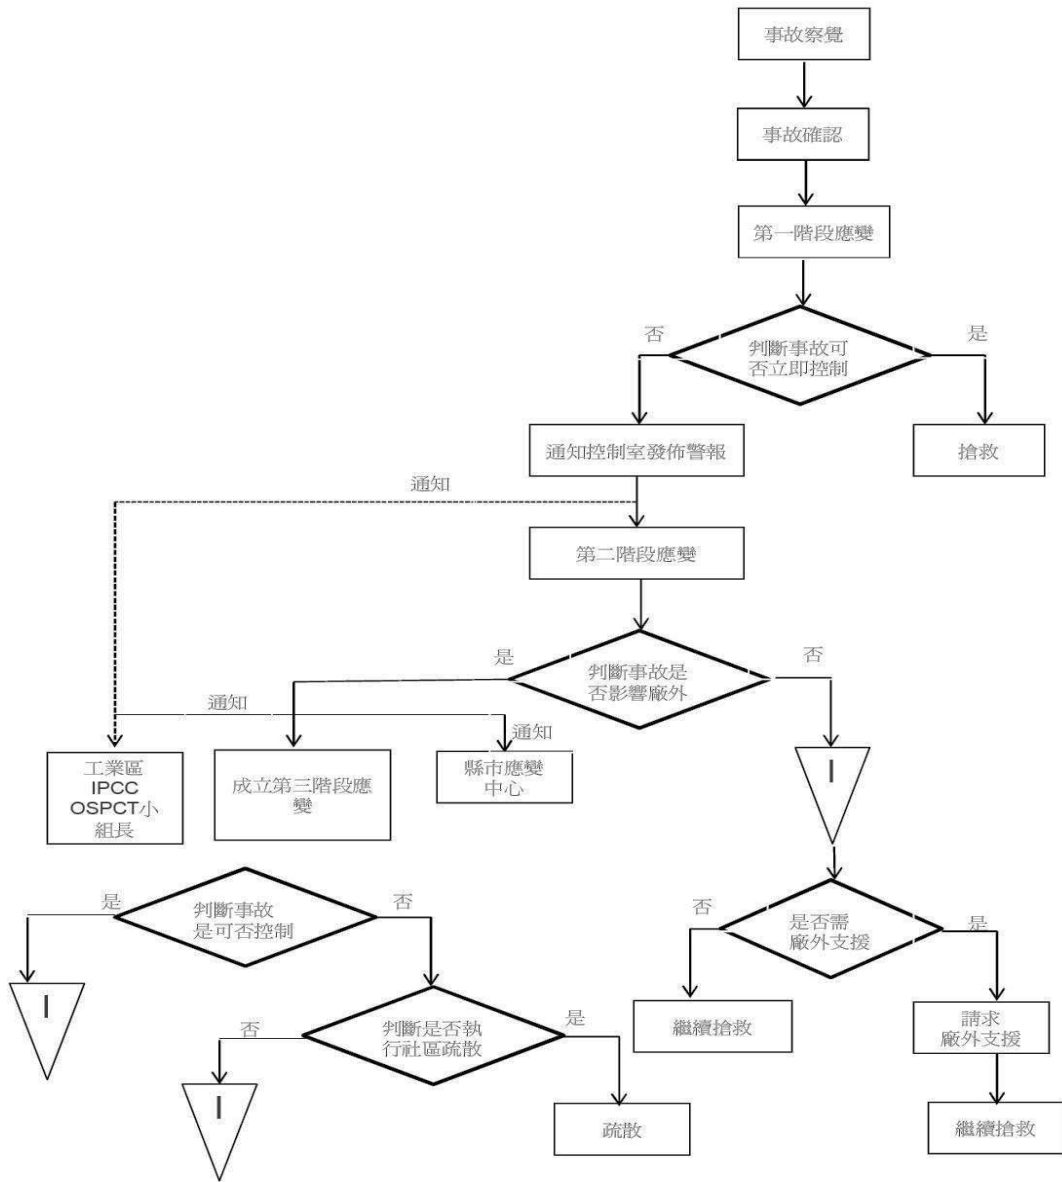 事故察覺
事故確認
第一階段應變
否
是
判斷事故可
否立即控制
通知控制室發佈警報
搶救
通知
第二階段應變
是
否
判斷事故是
否影響廠外
通知
通知
工業區
IPCC
OSPCT小
組長
成立第三階段應
變
縣市應變
中心
I
是
否
判斷事故
是可否控制
否
是
是否需
廠外支援
I
繼續搶救
請求
廠外支援
否
是
判斷是否執
行社區疏散
I
疏散
繼續搶救